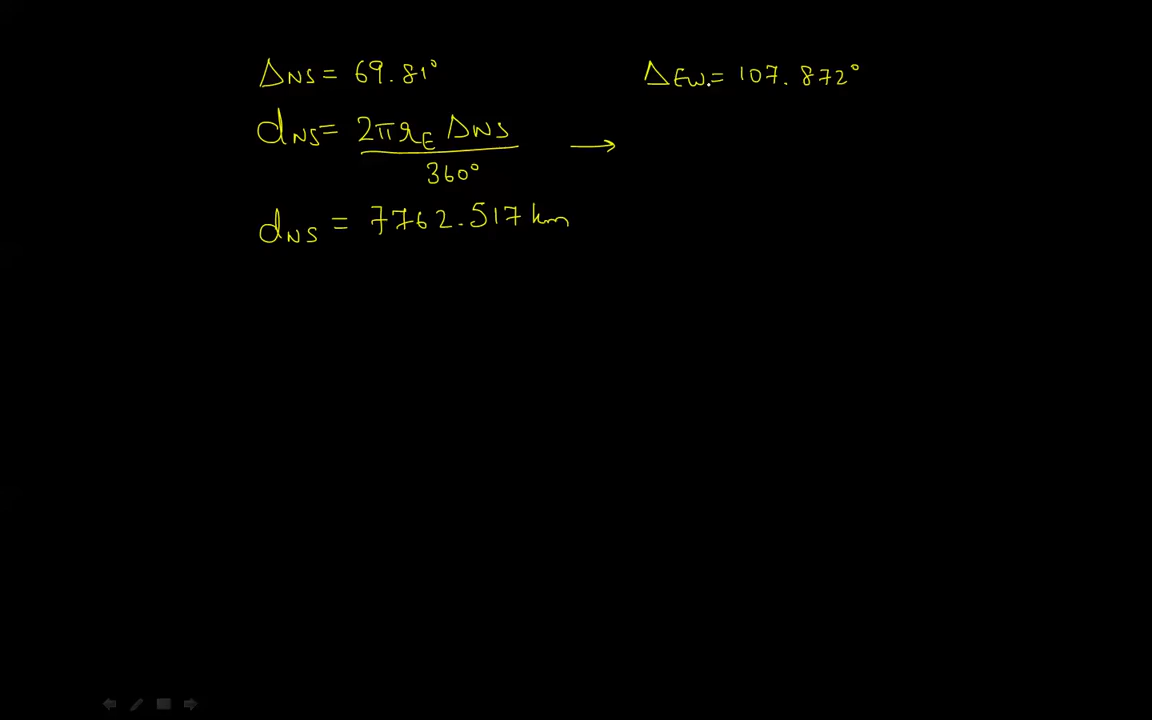 ΔNS = 69.81°
dNS = 2πrE ΔNS / 360° →
dNS = 7762.517 km
ΔEW = 107.872°